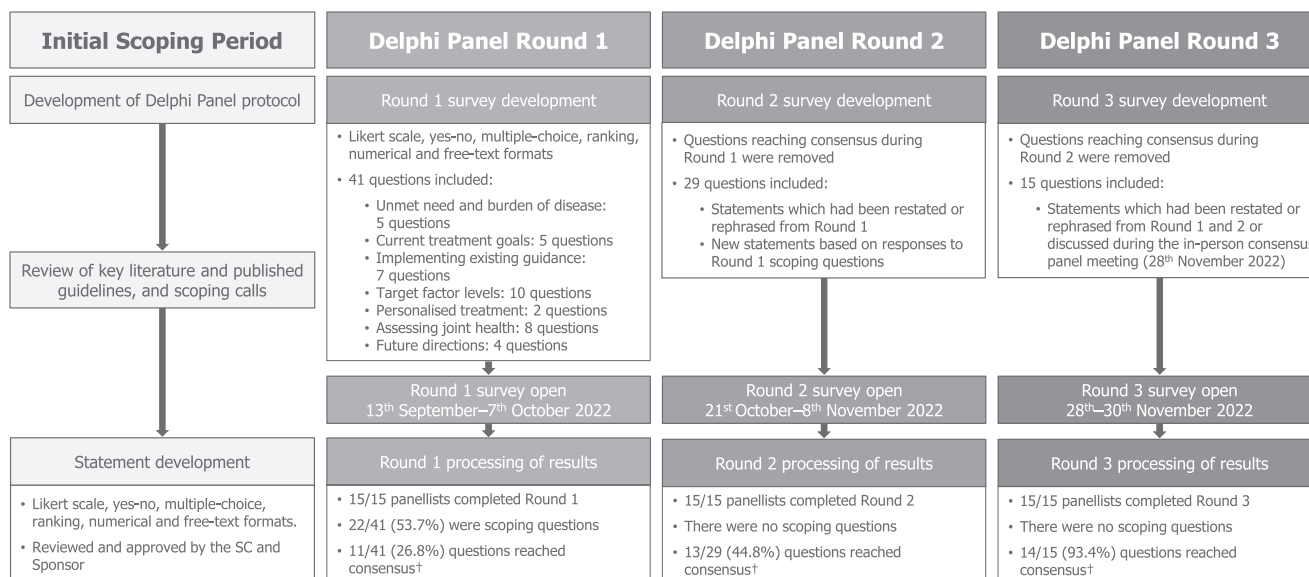 Initial Scoping Period
Development of Delphi Panel protocol
Review of key literature and published
guidelines, and scoping calls
Statement development
• Likert scale, yes-no, multiple-choice,
ranking, numerical and free-text formats.
• Reviewed and approved by the SC and
Sponsor
Delphi Panel Round 1
Round 1 survey development
• Likert scale, yes-no, multiple-choice, ranking,
numerical and free-text formats
• 41 questions included:
• Unmet need and burden of disease:
5 questions
• Current treatment goals: 5 questions
• Implementing existing guidance:
7 questions
• Target factor levels: 10 questions
• Personalised treatment: 2 questions
• Assessing joint health: 8 questions
• Future directions: 4 questions
Round 1 survey open
13th September–7th October 2022
Round 1 processing of results
• 15/15 panellists completed Round 1
• 22/41 (53.7%) were scoping questions
• 11/41 (26.8%) questions reached
consensus†
Delphi Panel Round 2
Round 2 survey development
• Questions reaching consensus during
Round 1 were removed
• 29 questions included:
• Statements which had been restated or
rephrased from Round 1
• New statements based on responses to
Round 1 scoping questions
Round 2 survey open
21st October–8th November 2022
Round 2 processing of results
• 15/15 panellists completed Round 2
• There were no scoping questions
• 13/29 (44.8%) questions reached
consensus†
Delphi Panel Round 3
Round 3 survey development
• Questions reaching consensus during
Round 2 were removed
• 15 questions included:
• Statements which had been restated or
rephrased from Round 1 and 2 or
discussed during the in-person consensus
panel meeting (28th November 2022)
Round 3 survey open
28th–30th November 2022
Round 3 processing of results
• 15/15 panellists completed Round 3
• There were no scoping questions
• 14/15 (93.4%) questions reached
consensus†